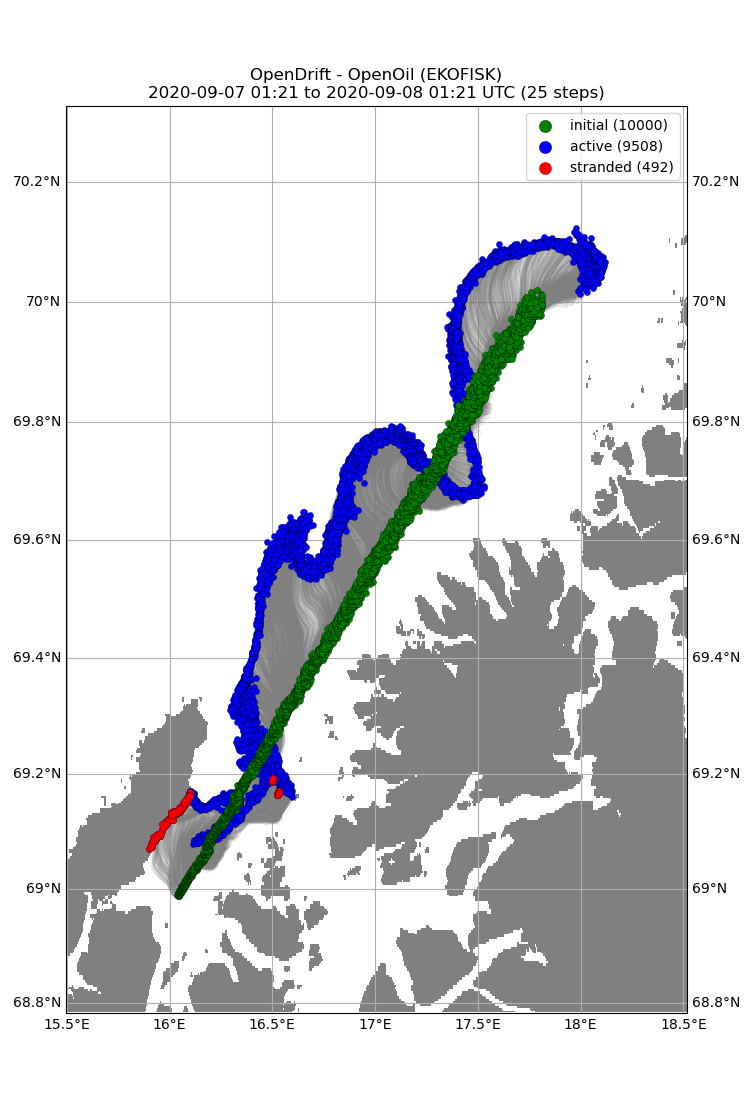 OpenDrift - OpenOil (EKOFISK)
2020-09-07 01:21 to 2020-09-08 01:21 UTC (25 steps)
initial (10000)
active (9508)
stranded (492)
70.2°N 70.2°N
70°N 70°N
69.8°N 69.8°N
69.6°N 69.6°N
69.4°N 69.4°N
69.2°N 69.2°N
69°N 69°N
68.8°N 68.8°N
15.5°E 16°E 16.5°E 17°E 17.5°E 18°E 18.5°E